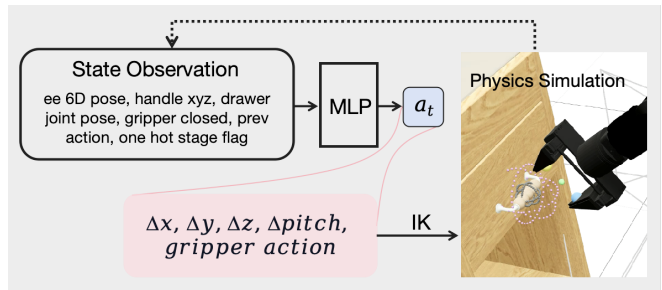 State Observation
ee 6D pose, handle xyz, drawer
joint pose, gripper closed, prev
action, one hot stage flag
MLP
a_t
Physics Simulation
Δx, Δy, Δz, Δpitch,
gripper action
IK